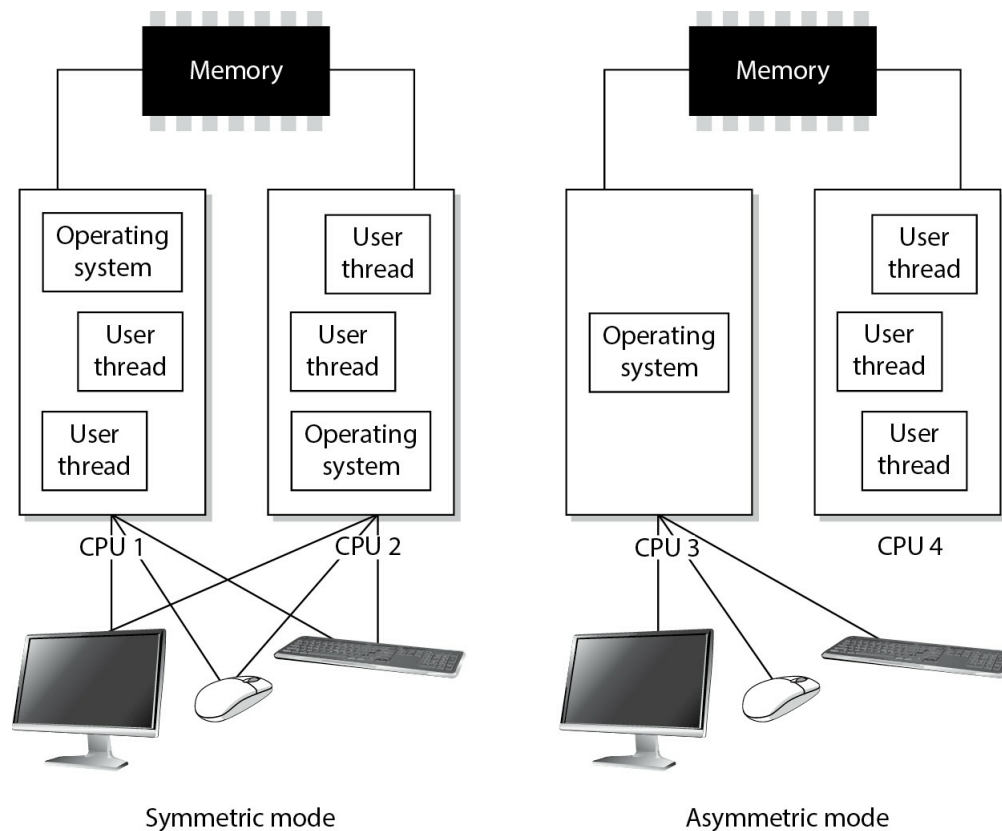 Memory
Operating
system
User
thread
User
thread
CPU 1
User
thread
User
thread
Operating
system
CPU 2
Symmetric mode
Memory
Operating
system
CPU 3
User
thread
User
thread
User
thread
CPU 4
Asymmetric mode